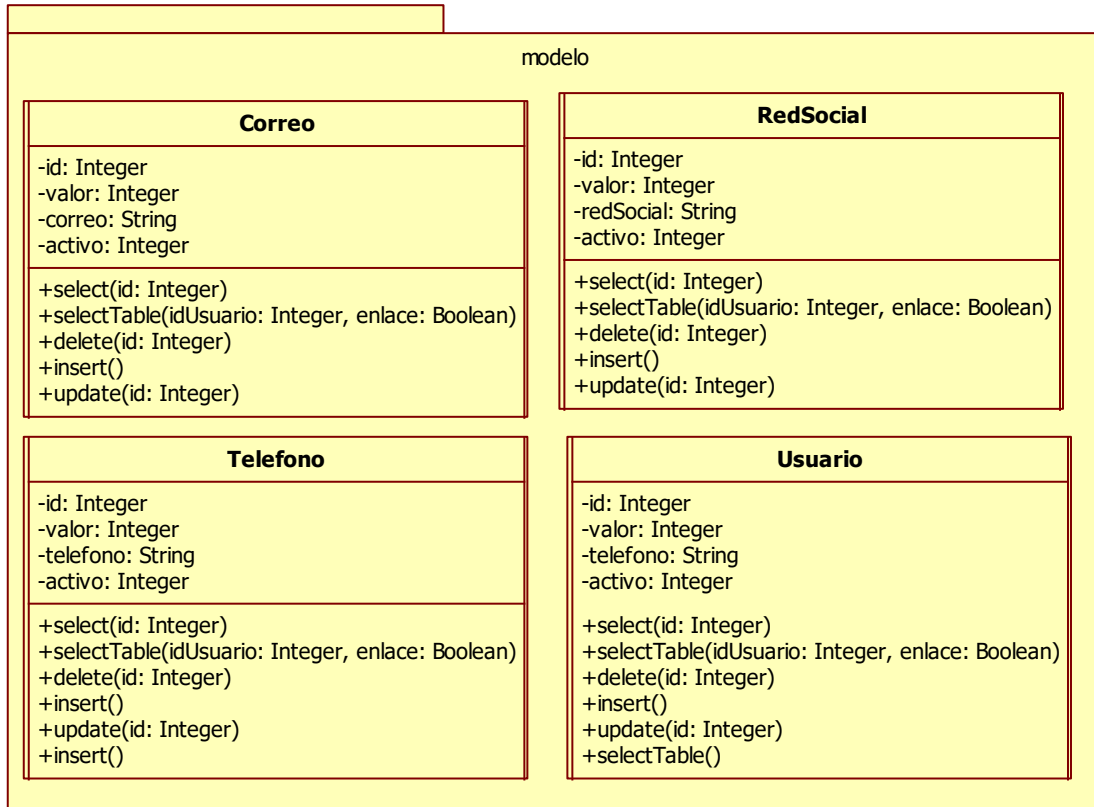 modelo
Correo
-id: Integer
-valor: Integer
-correo: String
-activo: Integer
+select(id: Integer)
+selectTable(idUsuario: Integer, enlace: Boolean)
+delete(id: Integer)
+insert()
+update(id: Integer)
RedSocial
-id: Integer
-valor: Integer
-redSocial: String
-activo: Integer
+select(id: Integer)
+selectTable(idUsuario: Integer, enlace: Boolean)
+delete(id: Integer)
+insert()
+update(id: Integer)
Telefono
-id: Integer
-valor: Integer
-telefono: String
-activo: Integer
+select(id: Integer)
+selectTable(idUsuario: Integer, enlace: Boolean)
+delete(id: Integer)
+insert()
+update(id: Integer)
+insert()
Usuario
-id: Integer
-valor: Integer
-telefono: String
-activo: Integer
+select(id: Integer)
+selectTable(idUsuario: Integer, enlace: Boolean)
+delete(id: Integer)
+insert()
+update(id: Integer)
+selectTable()